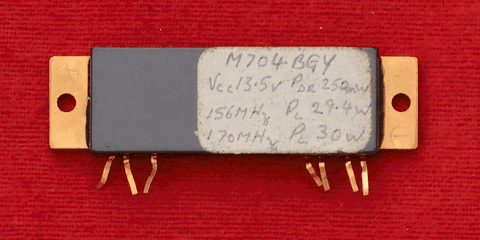 M704 BGY
Vcc 13.5V PDR 250mW
156MHz PL 29.4W
170MHz PL 30W